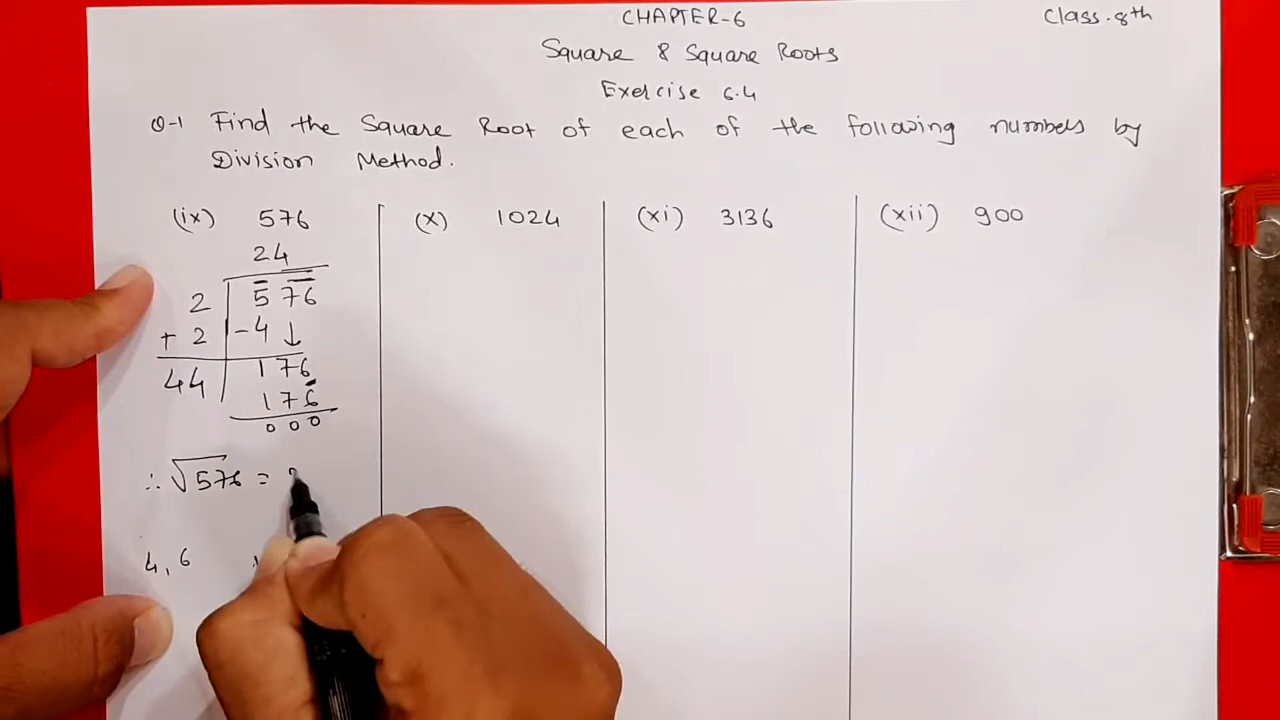 CHAPTER-6
Class.8th
Square & Square Roots
Exercise 6.4
Q-1 Find the Square Root of each of the following numbers by
Division Method.
(ix) 576
24
2 576
+ 2 -4 ↓
44 176
176
000
∴ √576 =
4, 6
(x) 1024
(xi) 3136
(xii) 900